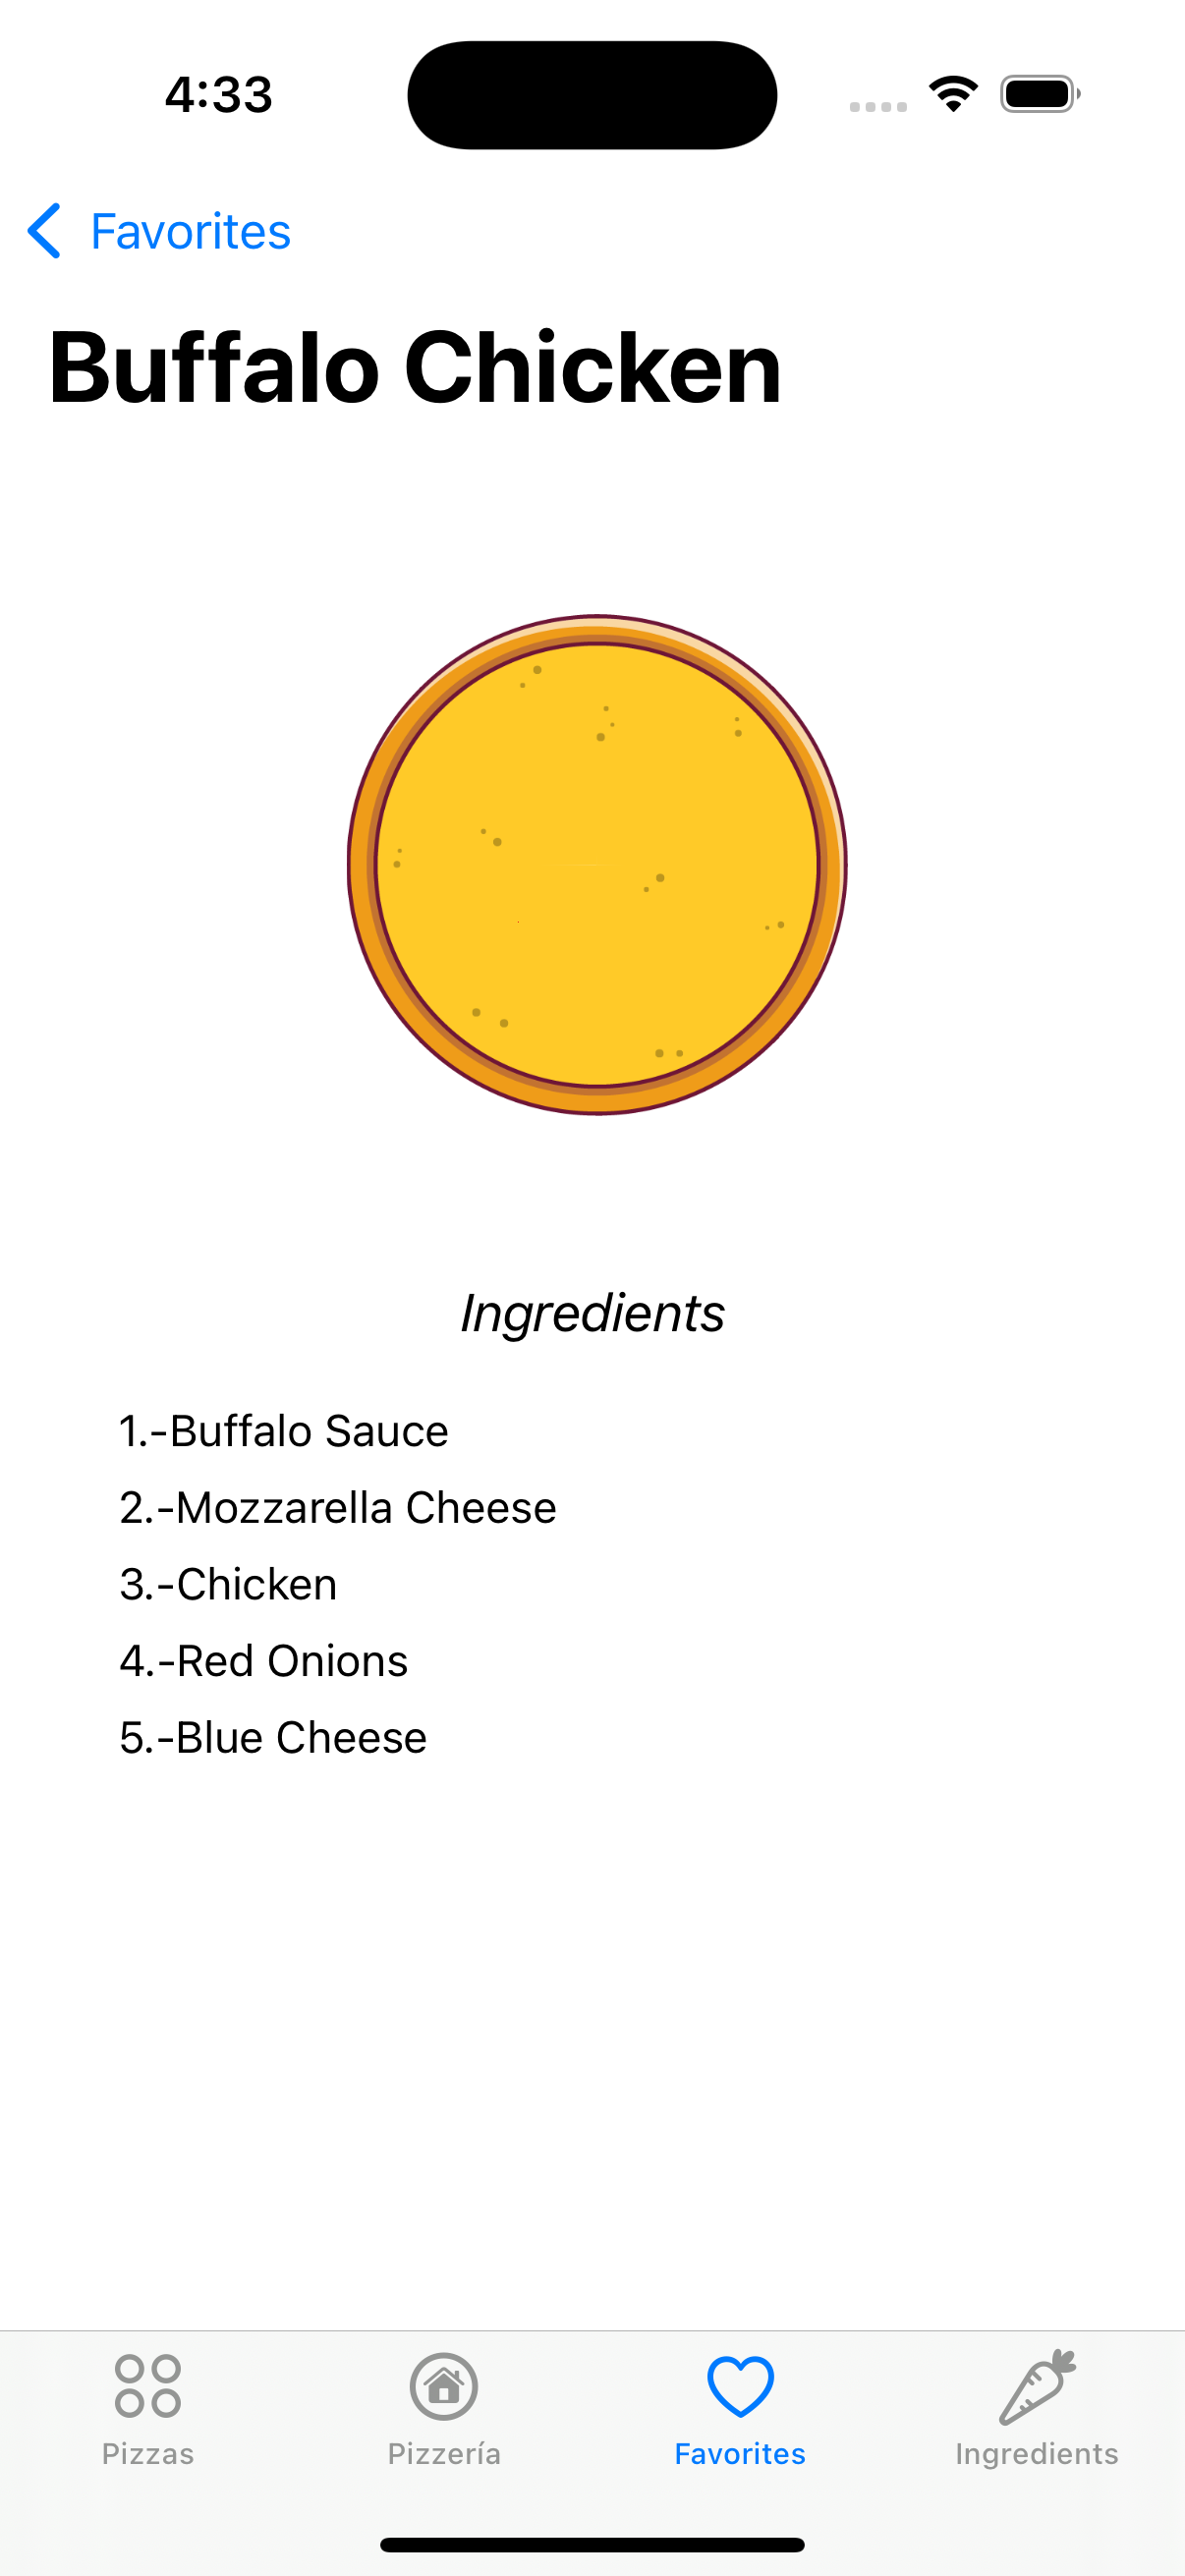 4:33
Favorites
Buffalo Chicken
Ingredients
1.-Buffalo Sauce
2.-Mozzarella Cheese
3.-Chicken
4.-Red Onions
5.-Blue Cheese
Pizzas Pizzería Favorites Ingredients